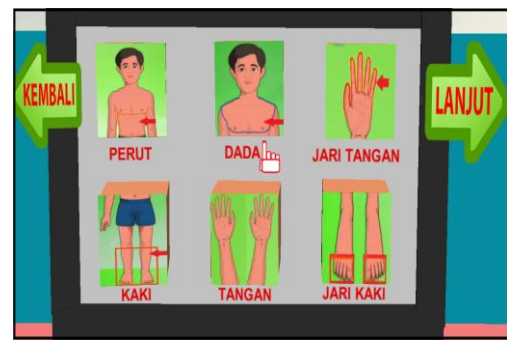 KEMBALI
LANJUT
PERUT
DADA
JARI TANGAN
KAKI
TANGAN
JARI KAKI